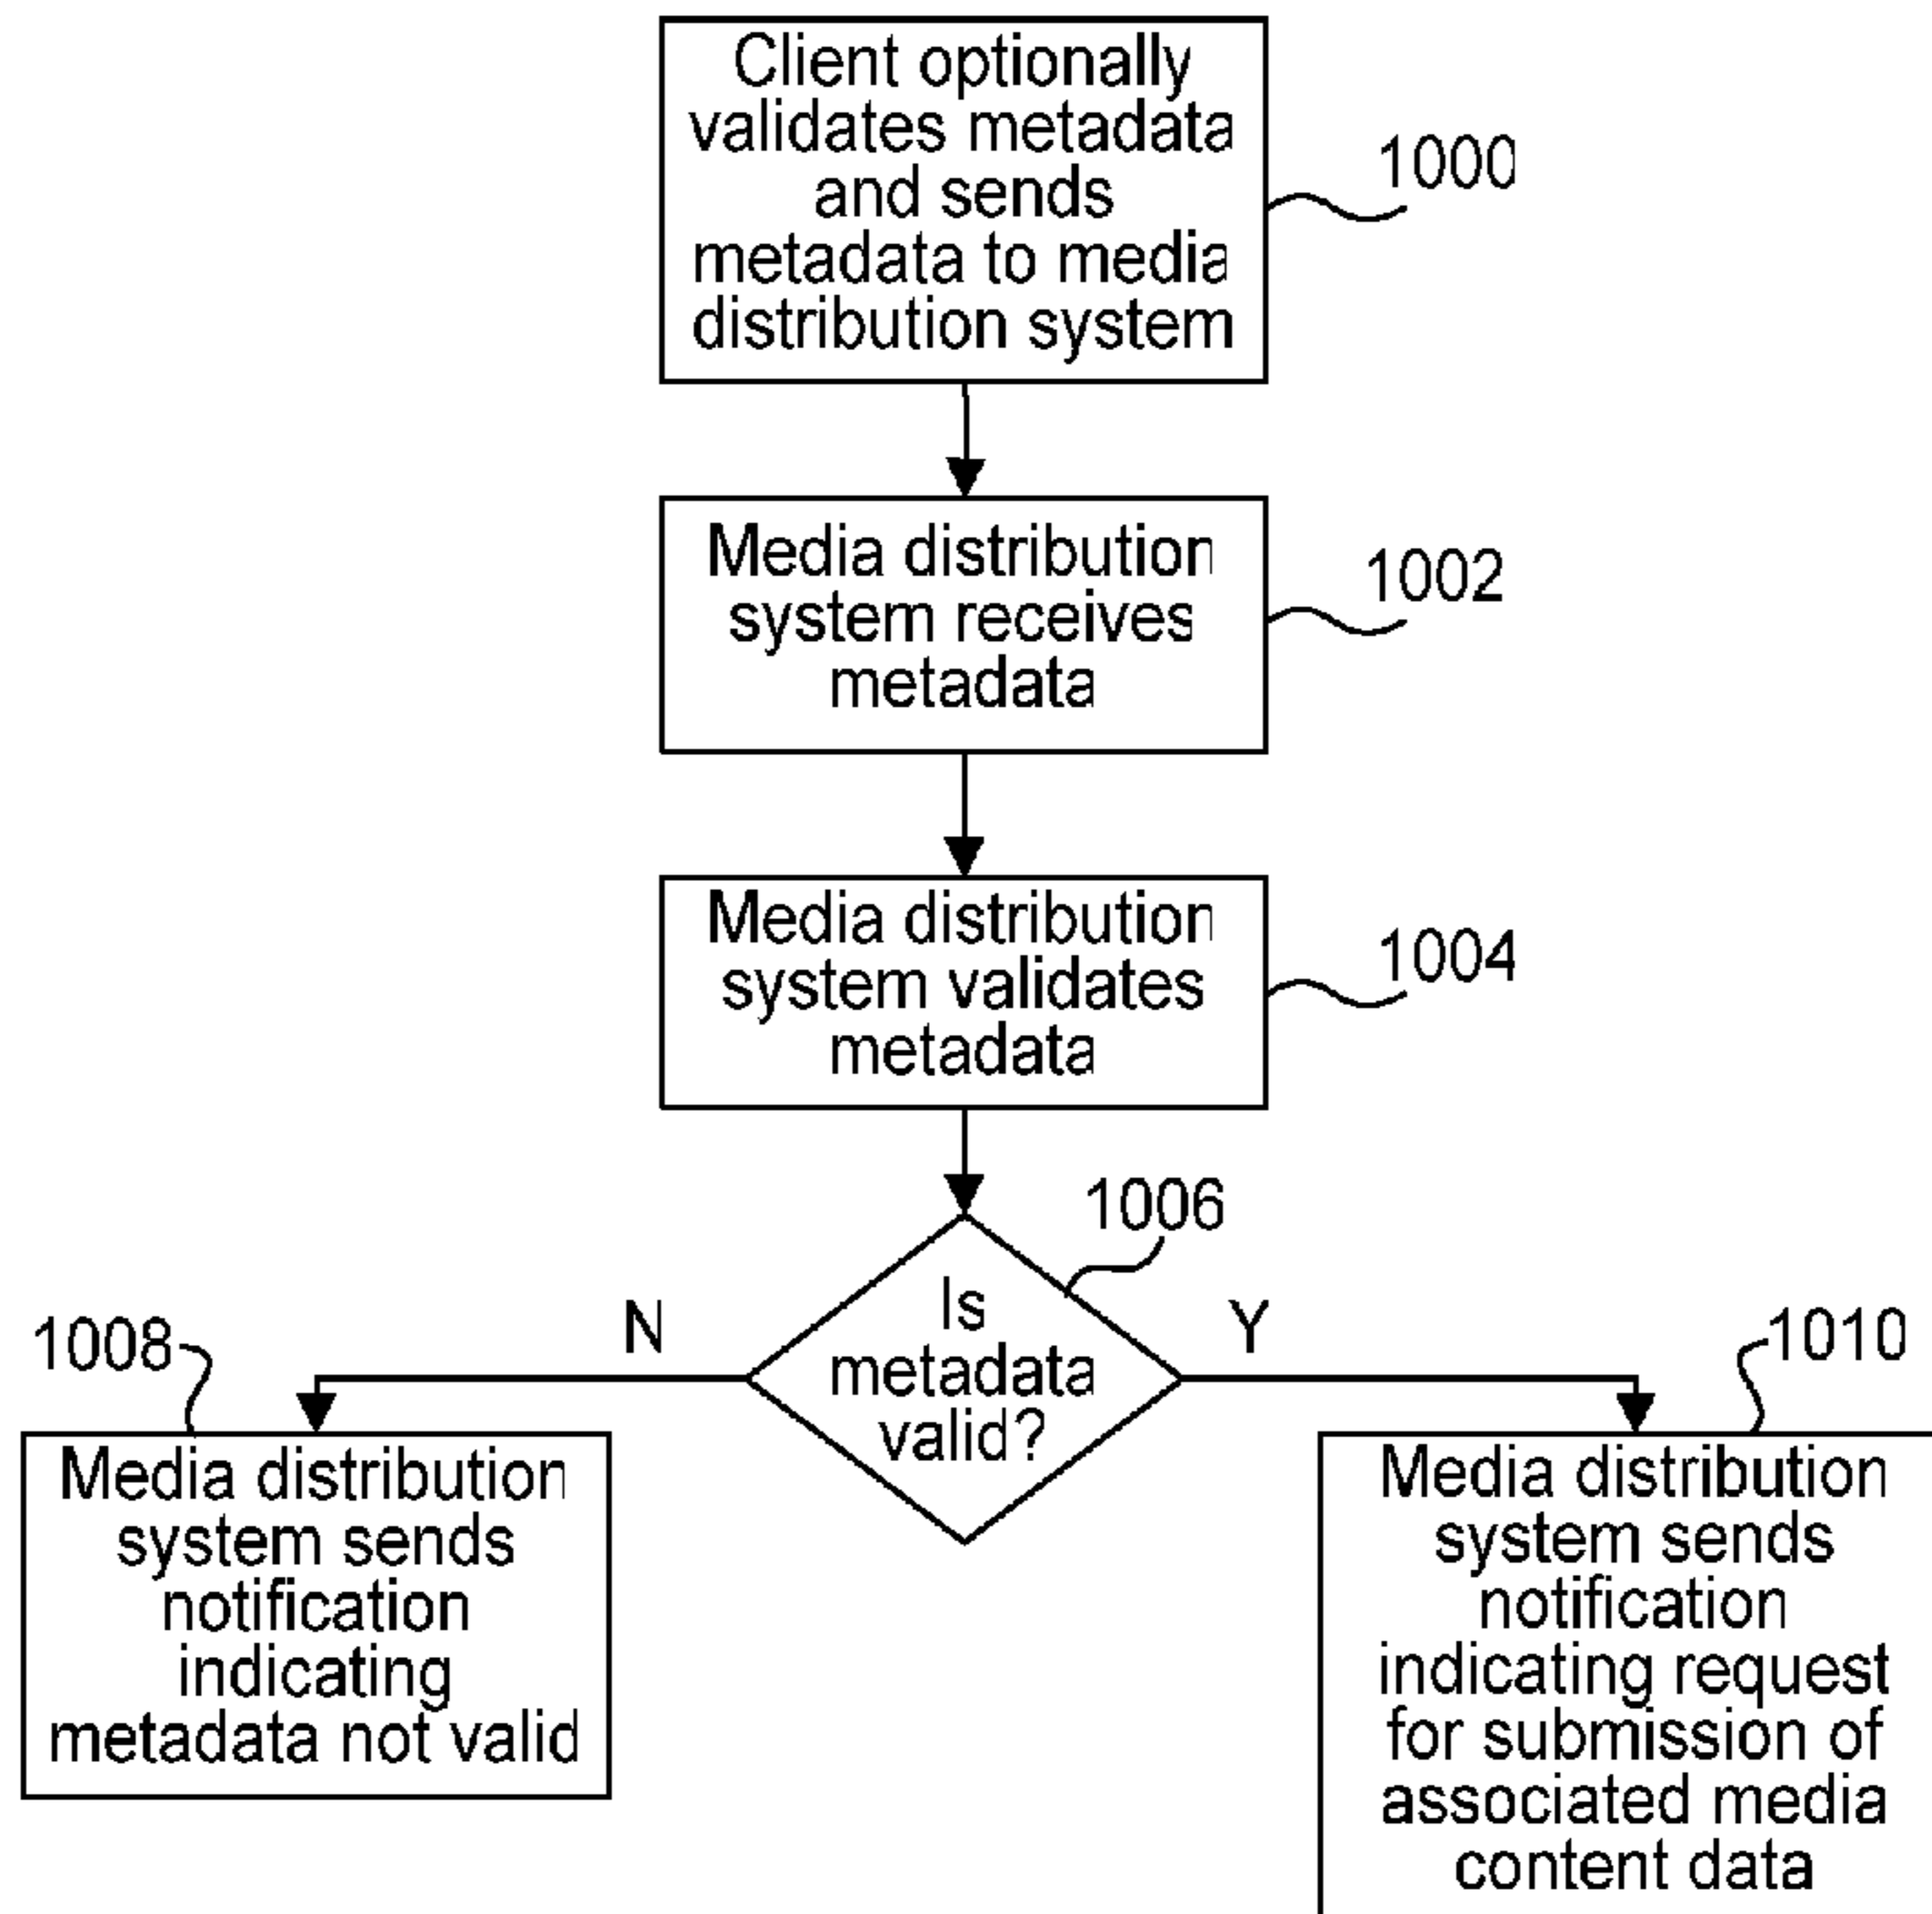 Client optionally
validates metadata
and sends
metadata to media
distribution system
1000
Media distribution
system receives
metadata
1002
Media distribution
system validates
metadata
1004
1006
Is
metadata
valid?
N
Y
1008
Media distribution
system sends
notification
indicating
metadata not valid
1010
Media distribution
system sends
notification
indicating request
for submission of
associated media
content data